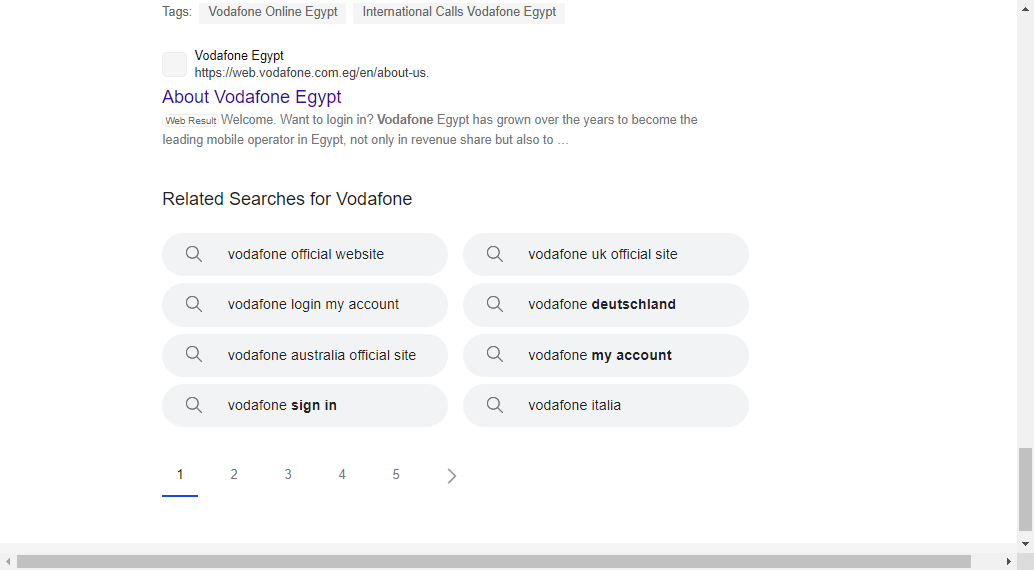 Tags: Vodafone Online Egypt International Calls Vodafone Egypt
Vodafone Egypt
https://web.vodafone.com.eg/en/about-us.
About Vodafone Egypt
Web Result Welcome. Want to login in? Vodafone Egypt has grown over the years to become the
leading mobile operator in Egypt, not only in revenue share but also to …
Related Searches for Vodafone
vodafone official website vodafone uk official site
vodafone login my account vodafone deutschland
vodafone australia official site vodafone my account
vodafone sign in vodafone italia
1 2 3 4 5